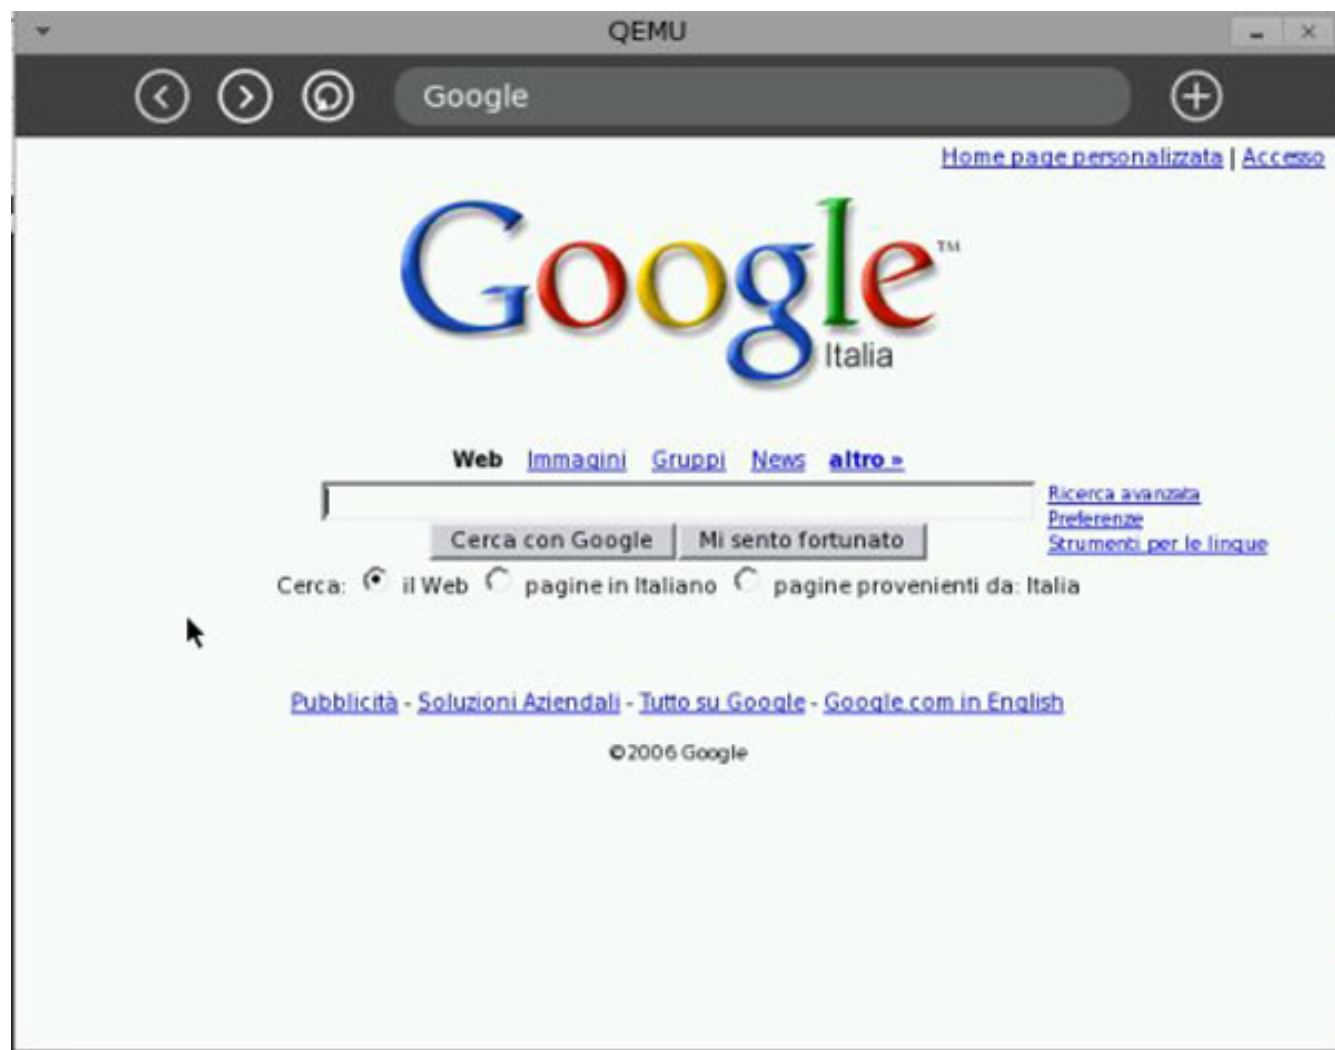 QEMU
Google
Home page personalizzata | Accesso
Google™
Italia
Web Immagini Gruppi News altro »
Ricerca avanzata
Preferenze
Strumenti per le lingue
Cerca con Google Mi sento fortunato
Cerca: il Web pagine in Italiano pagine provenienti da: Italia
Pubblicità - Soluzioni Aziendali - Tutto su Google - Google.com in English
©2006 Google